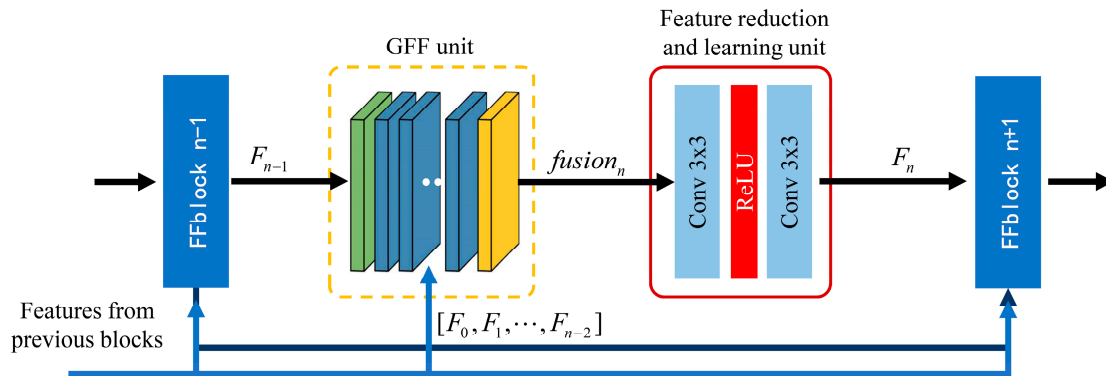 Feature reduction
and learning unit
GFF unit
FFblock n-1
F_{n-1}
fusion_n
Conv 3x3
ReLU
Conv 3x3
F_n
FFblock n+1
Features from
previous blocks
[F_0, F_1, ⋯, F_{n-2}]